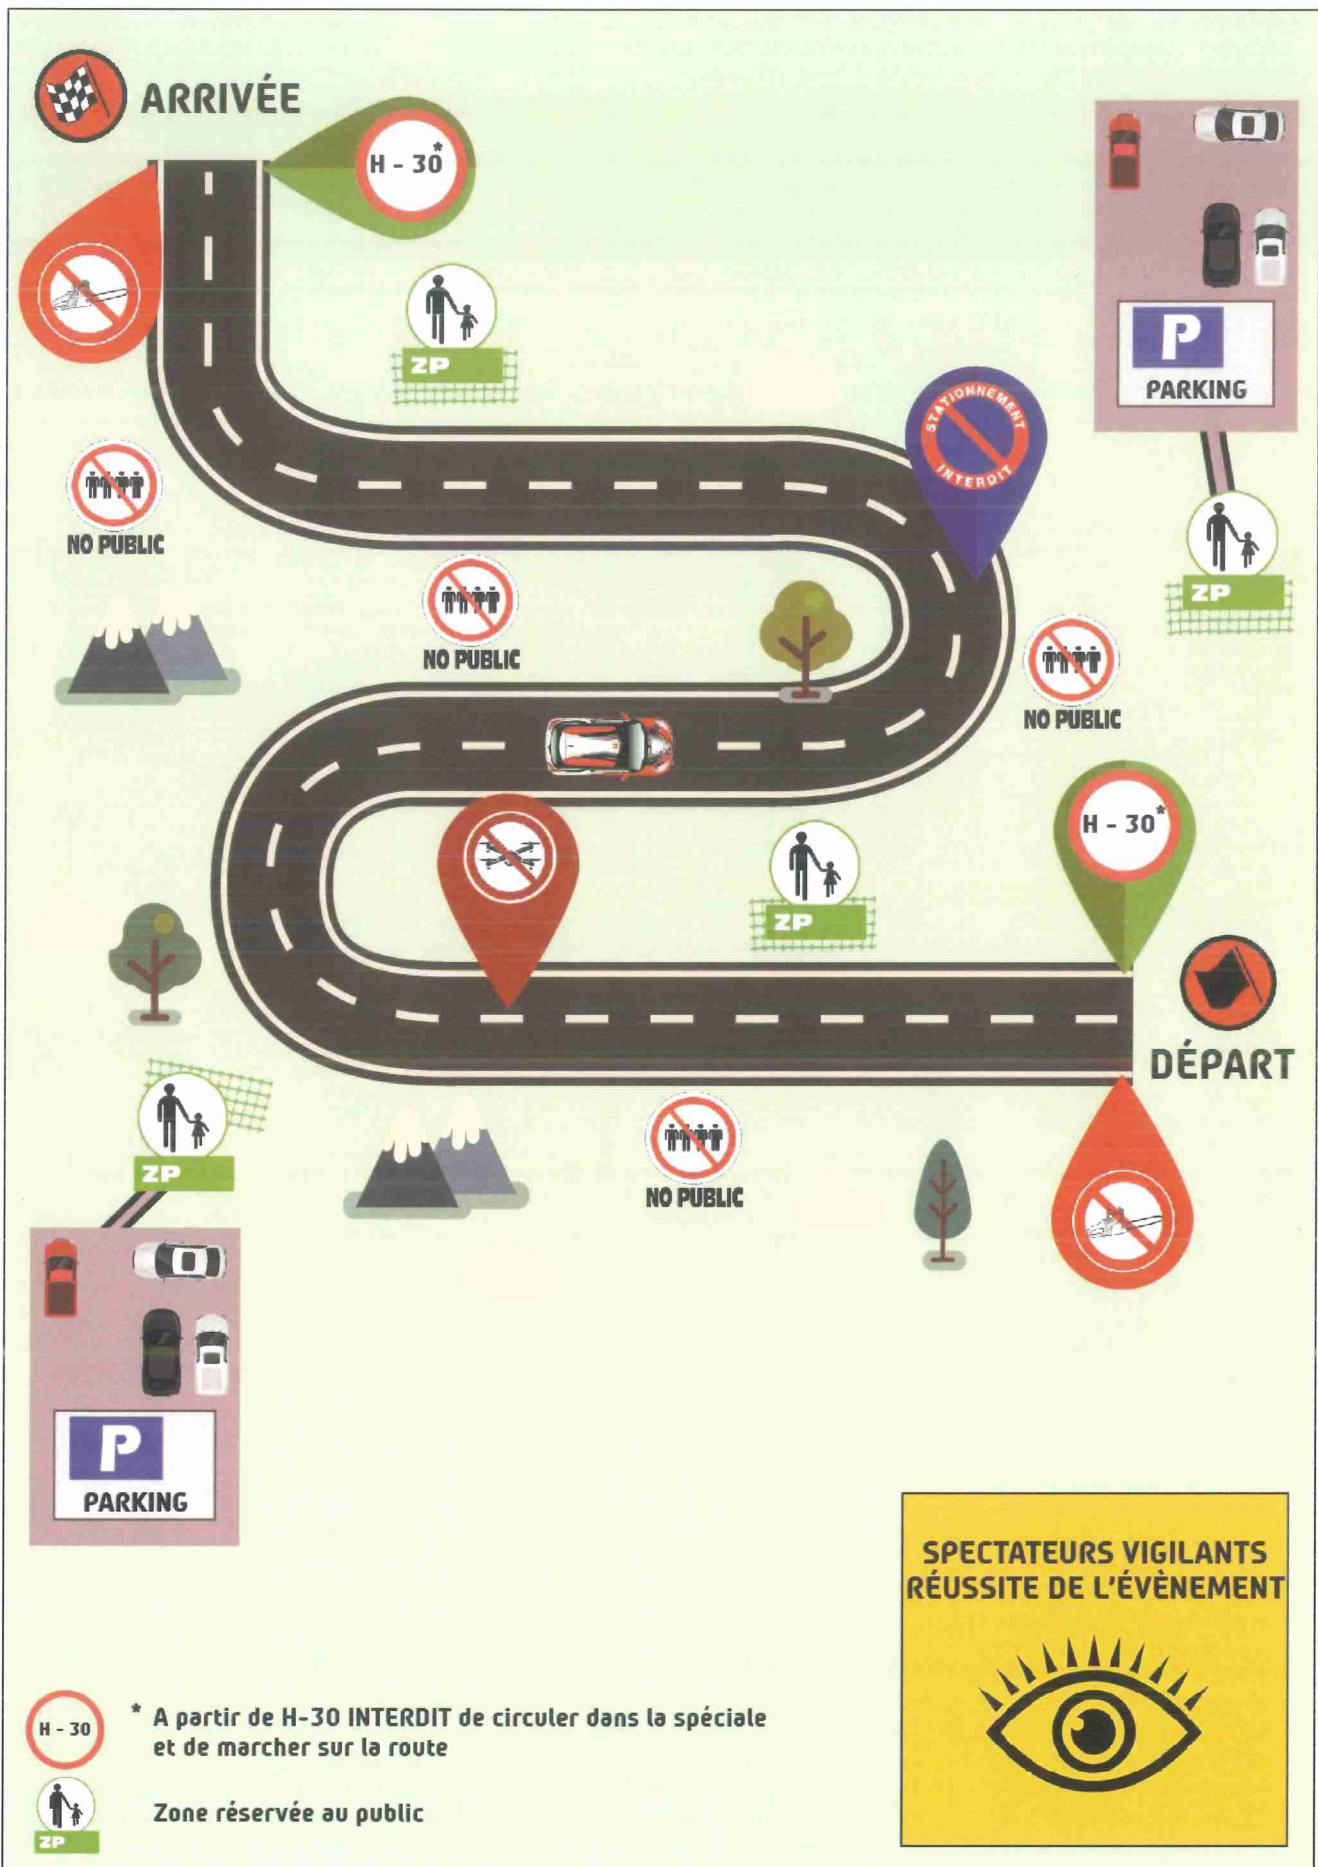 ARRIVÉE
H - 30*
ZP
P
PARKING
STATIONNEMENT
INTERDIT
NO PUBLIC
ZP
NO PUBLIC
NO PUBLIC
H - 30*
ZP
DÉPART
ZP
NO PUBLIC
P
PARKING
SPECTATEURS VIGILANTS
RÉUSSITE DE L'ÉVÈNEMENT
H - 30
* A partir de H-30 INTERDIT de circuler dans la spéciale
et de marcher sur la route
ZP
Zone réservée au public